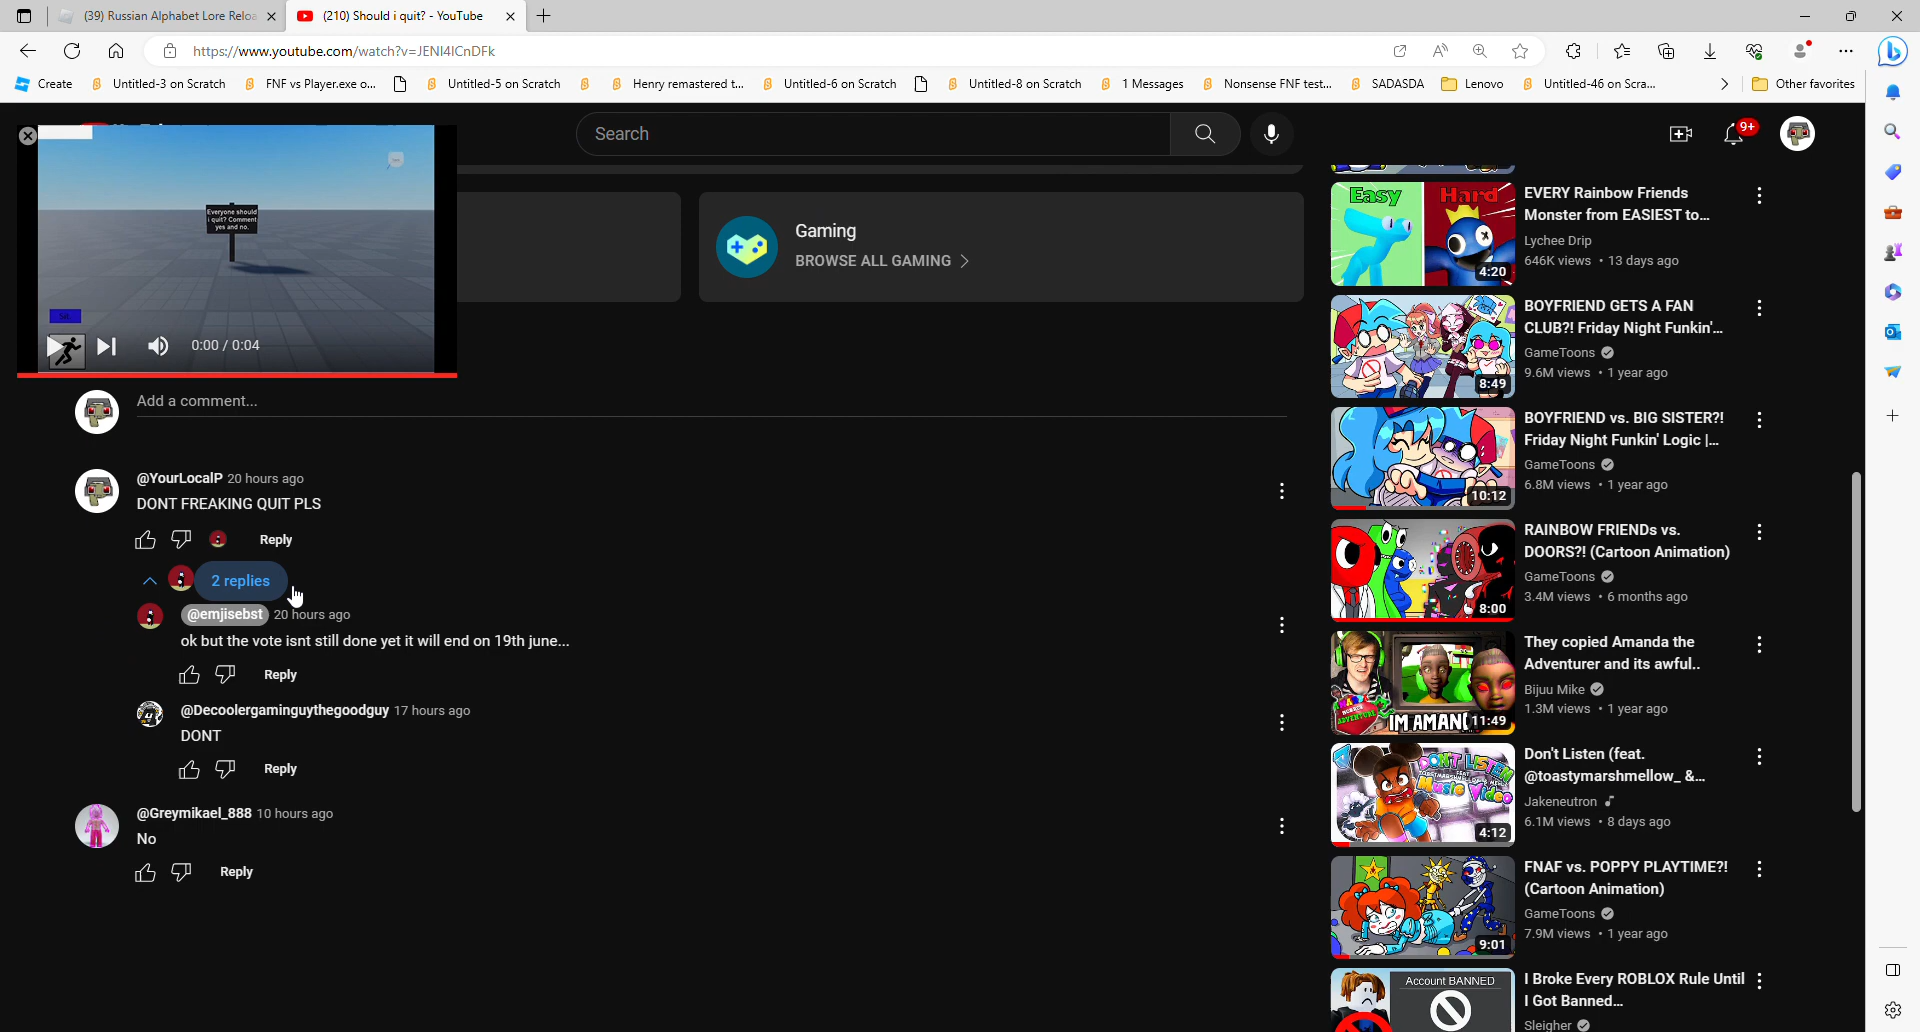 (39) Russian Alphabet Lore Reloa
(210) Should i quit? - YouTube
https://www.youtube.com/watch?v=JENI4lCnDFk
Create
Untitled-3 on Scratch
FNF vs Player.exe o...
Untitled-5 on Scratch
Henry remastered t...
Untitled-6 on Scratch
Untitled-8 on Scratch
1 Messages
Nonsense FNF test...
SADASDA
Lenovo
Untitled-46 on Scra...
Other favorites
Search
9+
Everyone should
i quit? Comment
yes and no.
0:00 / 0:04
Gaming
BROWSE ALL GAMING
Add a comment...
@YourLocalP 20 hours ago
DONT FREAKING QUIT PLS
Reply
2 replies
@emjisebst 20 hours ago
ok but the vote isnt still done yet it will end on 19th june...
Reply
@Decoolergaminguythegoodguy 17 hours ago
DONT
Reply
@Greymikael_888 10 hours ago
No
Reply
Easy Hard
4:20
EVERY Rainbow Friends
Monster from EASIEST to...
Lychee Drip
646K views • 13 days ago
8:49
BOYFRIEND GETS A FAN
CLUB?! Friday Night Funkin'...
GameToons
9.6M views • 1 year ago
10:12
BOYFRIEND vs. BIG SISTER?!
Friday Night Funkin' Logic |...
GameToons
6.8M views • 1 year ago
8:00
RAINBOW FRIENDs vs.
DOORS?! (Cartoon Animation)
GameToons
3.4M views • 6 months ago
ADVENTURE
IM AMAN
11:49
They copied Amanda the
Adventurer and its awful..
Bijuu Mike
1.3M views • 1 year ago
DON'T LISTEN
Music Video
4:12
Don't Listen (feat.
@toastymarshmellow_ &...
Jakeneutron
6.1M views • 8 days ago
9:01
FNAF vs. POPPY PLAYTIME?!
(Cartoon Animation)
GameToons
7.9M views • 1 year ago
Account BANNED
I Broke Every ROBLOX Rule Until
I Got Banned...
Sleigher